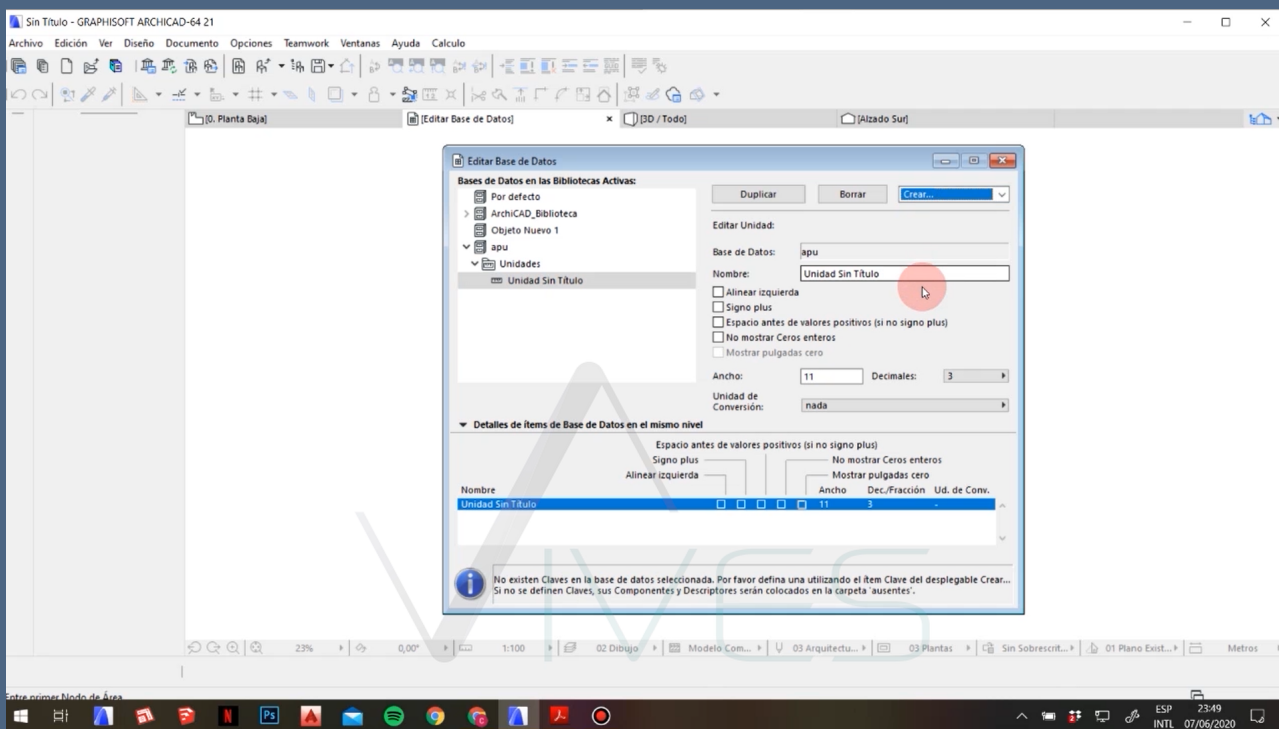 Sin Título - GRAPHISOFT ARCHICAD-64 21
Archivo Edición Ver Diseño Documento Opciones Teamwork Ventanas Ayuda Calculo
[0. Planta Baja] [Editar Base de Datos] [3D / Todo] [Alzado Sur]
Editar Base de Datos
Bases de Datos en las Bibliotecas Activas:
Por defecto
ArchiCAD_Biblioteca
Objeto Nuevo 1
apu
Unidades
Unidad Sin Título
Duplicar Borrar Crear...
Editar Unidad:
Base de Datos: apu
Nombre: Unidad Sin Título
Alinear izquierda
Signo plus
Espacio antes de valores positivos (si no signo plus)
No mostrar Ceros enteros
Mostrar pulgadas cero
Ancho: 11 Decimales: 3
Unidad de
Conversión: nada
Detalles de ítems de Base de Datos en el mismo nivel
Espacio antes de valores positivos (si no signo plus)
Signo plus No mostrar Ceros enteros
Alinear izquierda Mostrar pulgadas cero
Nombre Ancho Dec./Fracción Ud. de Conv.
Unidad Sin Título 11 3 -
No existen Claves en la base de datos seleccionada. Por favor defina una utilizando el ítem Clave del desplegable Crear...
Si no se definen Claves, sus Componentes y Descriptores serán colocados en la carpeta 'ausentes'.
VIVES
23% 0,00° 1:100 02 Dibujo Modelo Com... 03 Arquitectu... 03 Plantas Sin Sobrescrit... 01 Plano Exist... Metros
Entre primer Nodo de Área.
N Ps ESP 23:49
INTL 07/06/2020